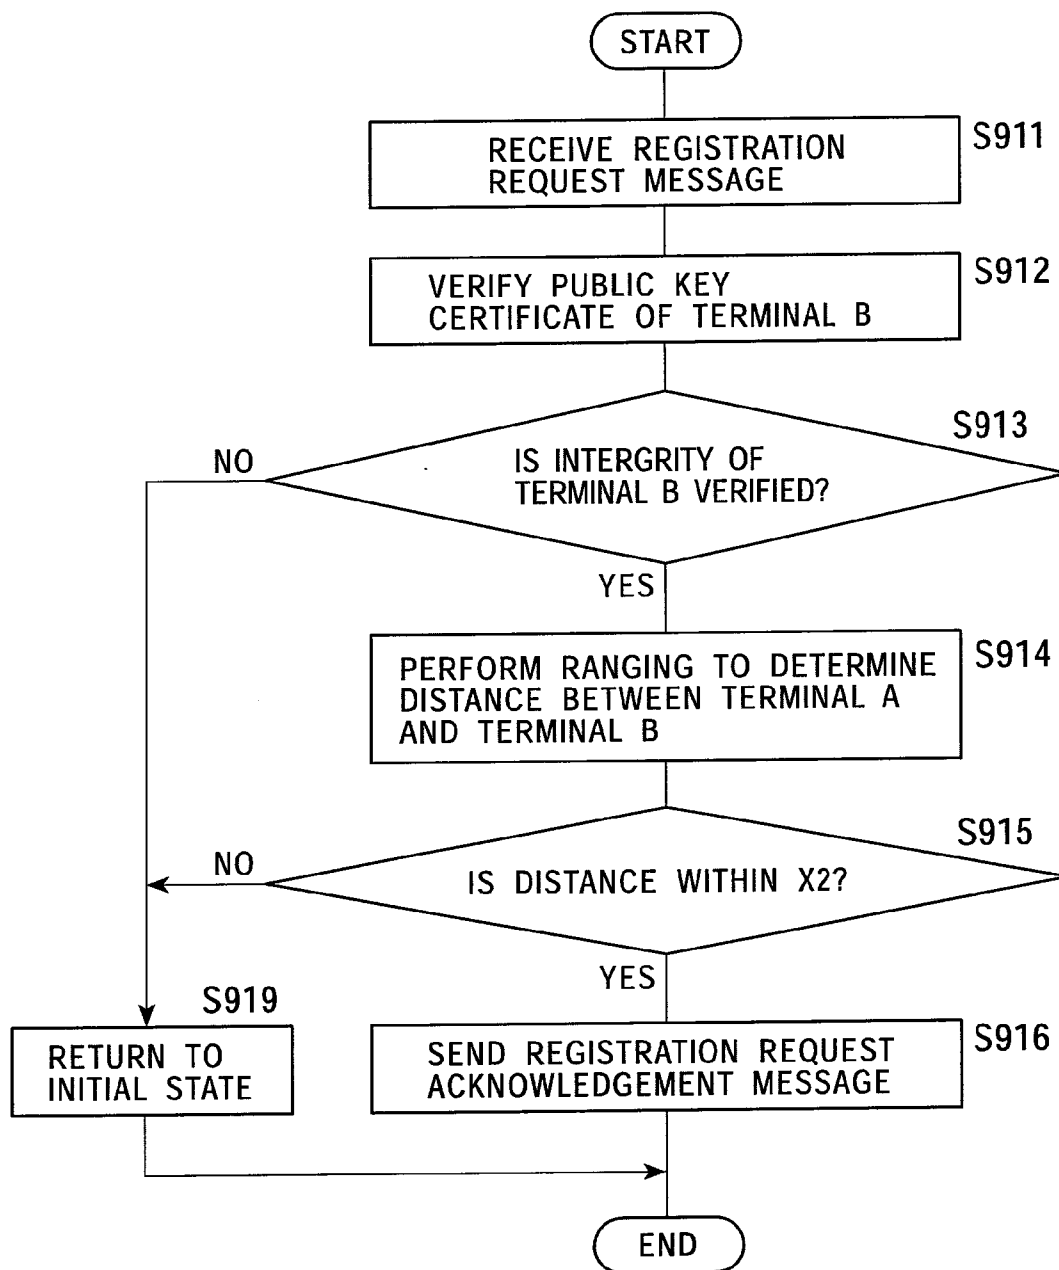 START
S911
RECEIVE REGISTRATION
REQUEST MESSAGE
S912
VERIFY PUBLIC KEY
CERTIFICATE OF TERMINAL B
S913
NO
IS INTERGRITY OF
TERMINAL B VERIFIED?
YES
S914
PERFORM RANGING TO DETERMINE
DISTANCE BETWEEN TERMINAL A
AND TERMINAL B
S915
NO
IS DISTANCE WITHIN X2?
YES
S919
RETURN TO
INITIAL STATE
S916
SEND REGISTRATION REQUEST
ACKNOWLEDGEMENT MESSAGE
END